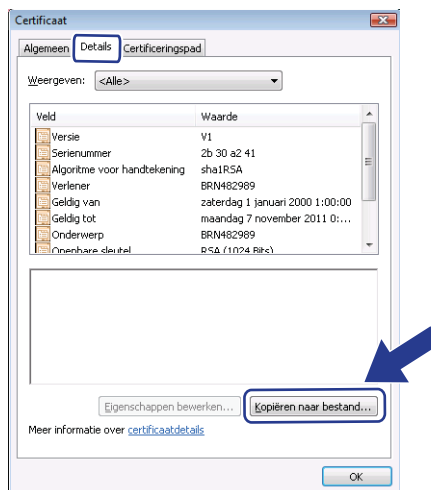 Certificaat
Algemeen Details Certificeringspad
Weergeven: <Alle>
Veld Waarde
Versie V1
Serienummer 2b 30 a2 41
Algoritme voor handtekening sha1RSA
Verlener BRN482989
Geldig van zaterdag 1 januari 2000 1:00:00
Geldig tot maandag 7 november 2011 0:...
Onderwerp BRN482989
Openbare sleutel RSA (1024 Bits)
Eigenschappen bewerken... Kopiëren naar bestand...
Meer informatie over certificaatdetails
OK